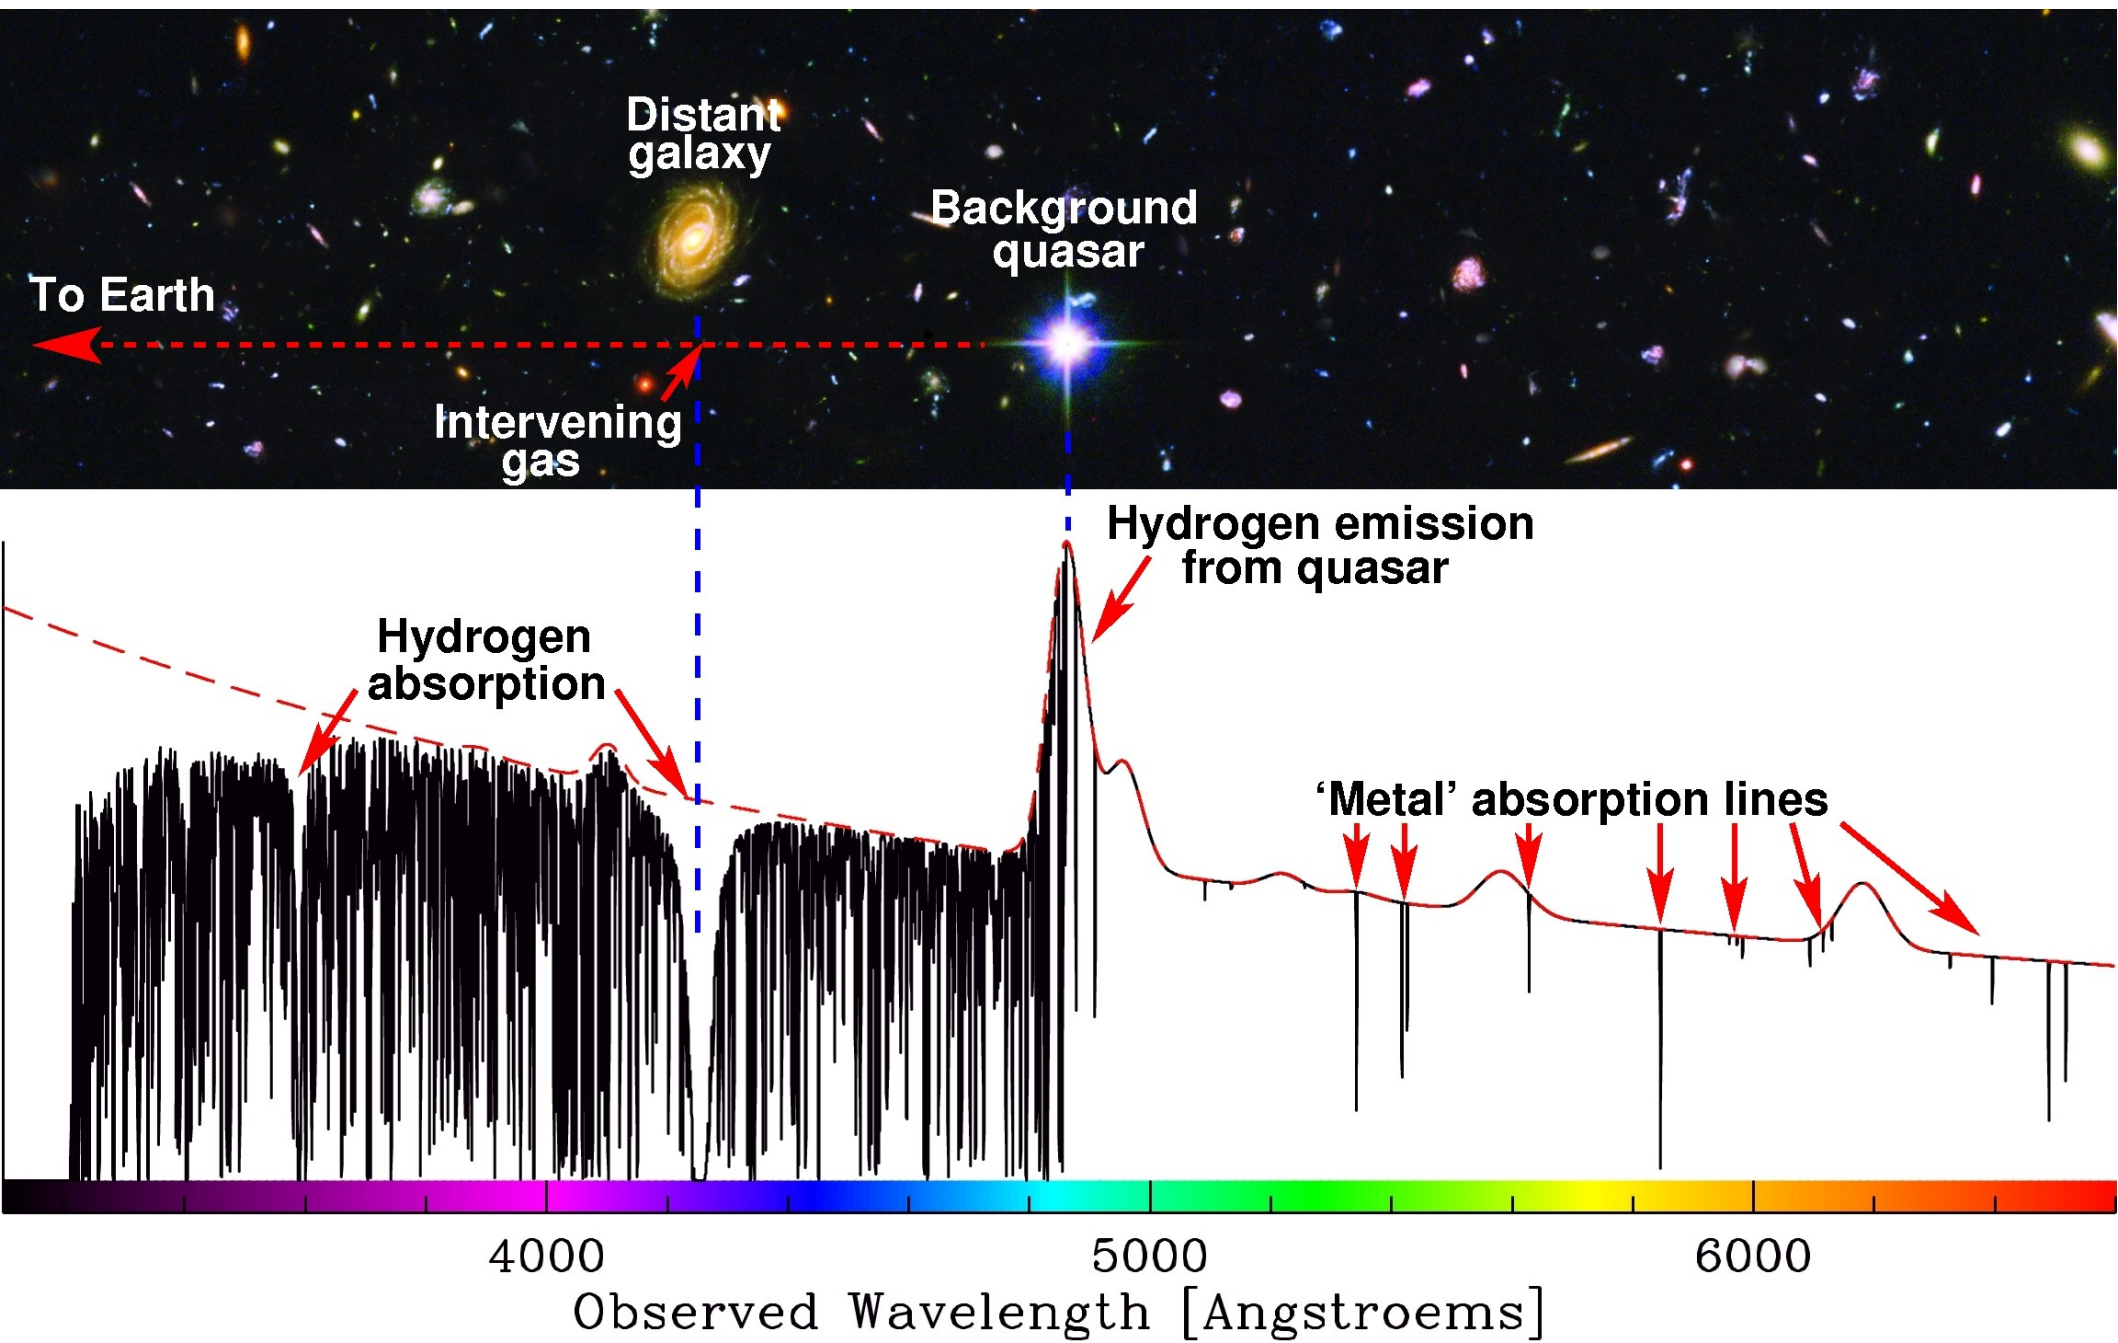 Distant
galaxy
Background
quasar
To Earth
Intervening
gas
Hydrogen emission
from quasar
Hydrogen
absorption
‘Metal’ absorption lines
4000
5000
6000
Observed Wavelength [Angstroems]